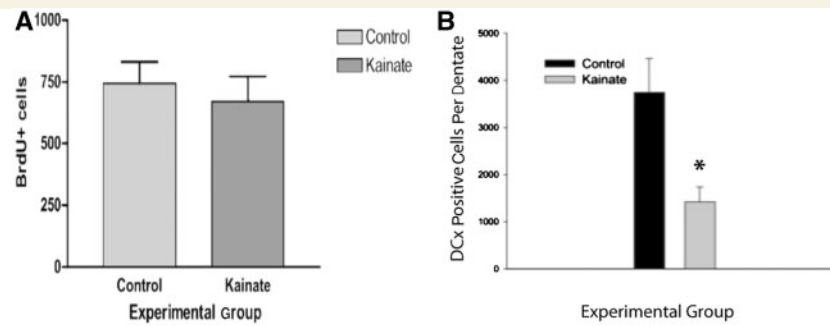 A
1000
750
500
250
0
BrdU+ cells
Control
Kainate
Experimental Group
Control
Kainate
B
5000
4000
3000
2000
1000
0
DCx Positive Cells Per Dentate
Control
Kainate
*
Experimental Group